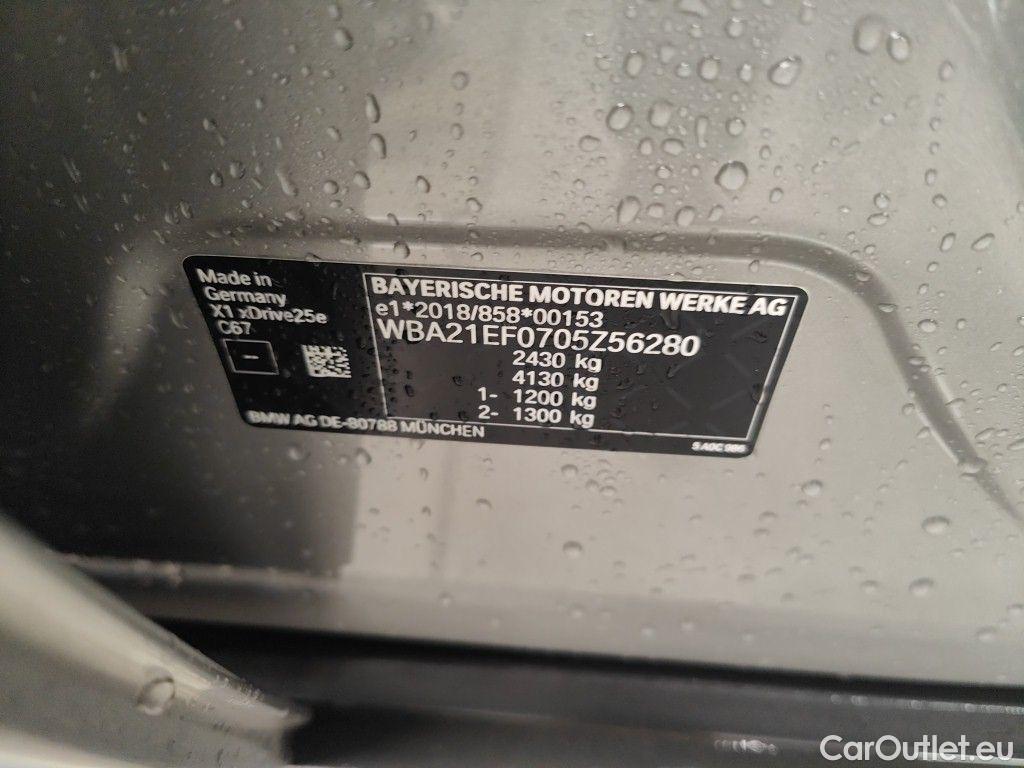 Made in
Germany
X1 xDrive25e
C67
-
BAYERISCHE MOTOREN WERKE AG
e1*2018/858*00153
WBA21EF0705Z56280
2430 kg
4130 kg
1- 1200 kg
2- 1300 kg
BMW AG DE-80788 MÜNCHEN
CarOutlet.eu